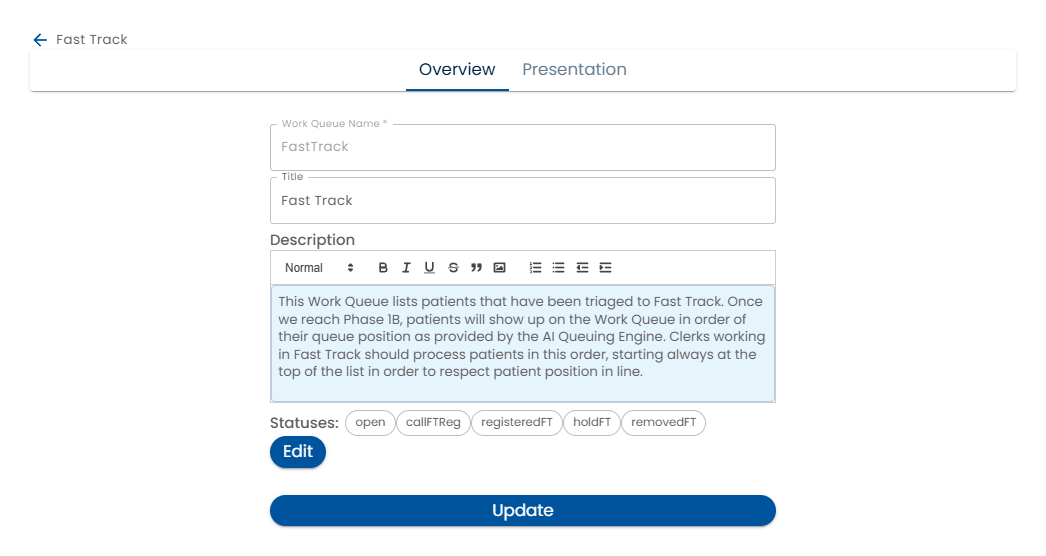 Fast Track
Overview Presentation
Work Queue Name *
FastTrack
Title
Fast Track
Description
Normal B I U S
This Work Queue lists patients that have been triaged to Fast Track. Once
we reach Phase 1B, patients will show up on the Work Queue in order of
their queue position as provided by the AI Queuing Engine. Clerks working
in Fast Track should process patients in this order, starting always at the
top of the list in order to respect patient position in line.
Statuses: open callFTReg registeredFT holdFT removedFT
Edit
Update